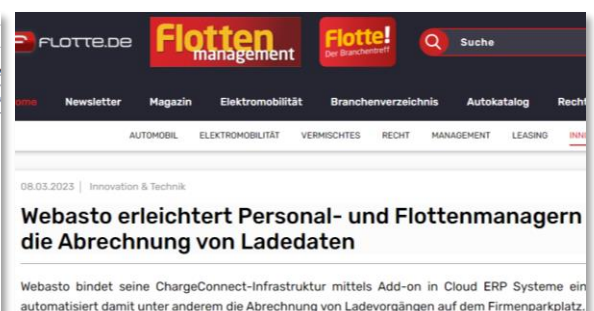 FLOTTE.DE
Flotten
management
Flotte!
Der Branchentreff
Suche
Home Newsletter Magazin Elektromobilität Branchenverzeichnis Autokatalog Recht
AUTOMOBIL ELEKTROMOBILITÄT VERMISCHTES RECHT MANAGEMENT LEASING
08.03.2023 | Innovation & Technik
Webasto erleichtert Personal- und Flottenmanagern
die Abrechnung von Ladedaten
Webasto bindet seine ChargeConnect-Infrastruktur mittels Add-on in Cloud ERP Systeme ein
automatisiert damit unter anderem die Abrechnung von Ladevorgängen auf dem Firmenparkplatz.